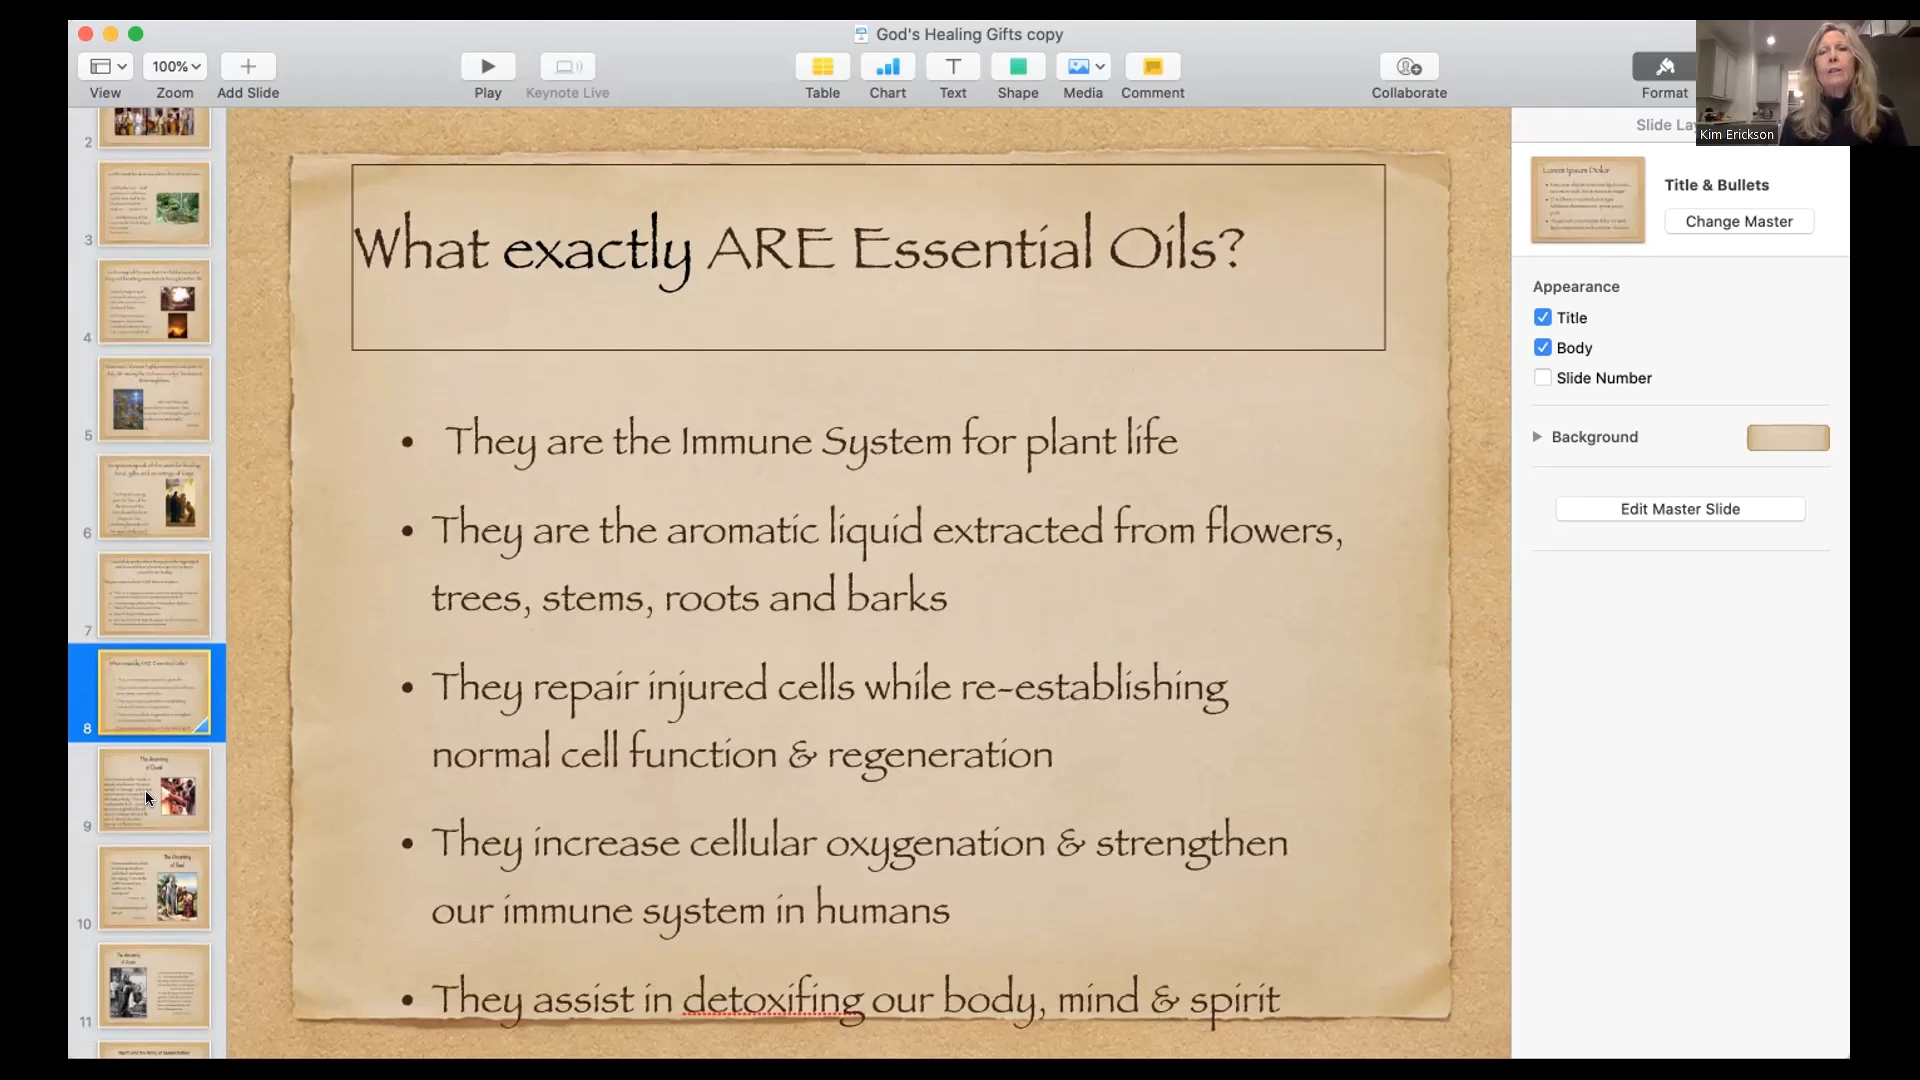 God's Healing Gifts copy
100%
View
Zoom
Add Slide
Play
Keynote Live
Table
Chart
Text
Shape
Media
Comment
Collaborate
Format
Kim Erickson
Slide La
Title & Bullets
Change Master
Appearance
Title
Body
Slide Number
Background
Edit Master Slide
Lorem Ipsum Dolor
2
3
4
5
6
7
8
9
10
11
What exactly ARE Essential Oils?
• They are the Immune System for plant life
• They are the aromatic liquid extracted from flowers,
trees, stems, roots and barks
• They repair injured cells while re-establishing
normal cell function & regeneration
• They increase cellular oxygenation & strengthen
our immune system in humans
• They assist in detoxifing our body, mind & spirit